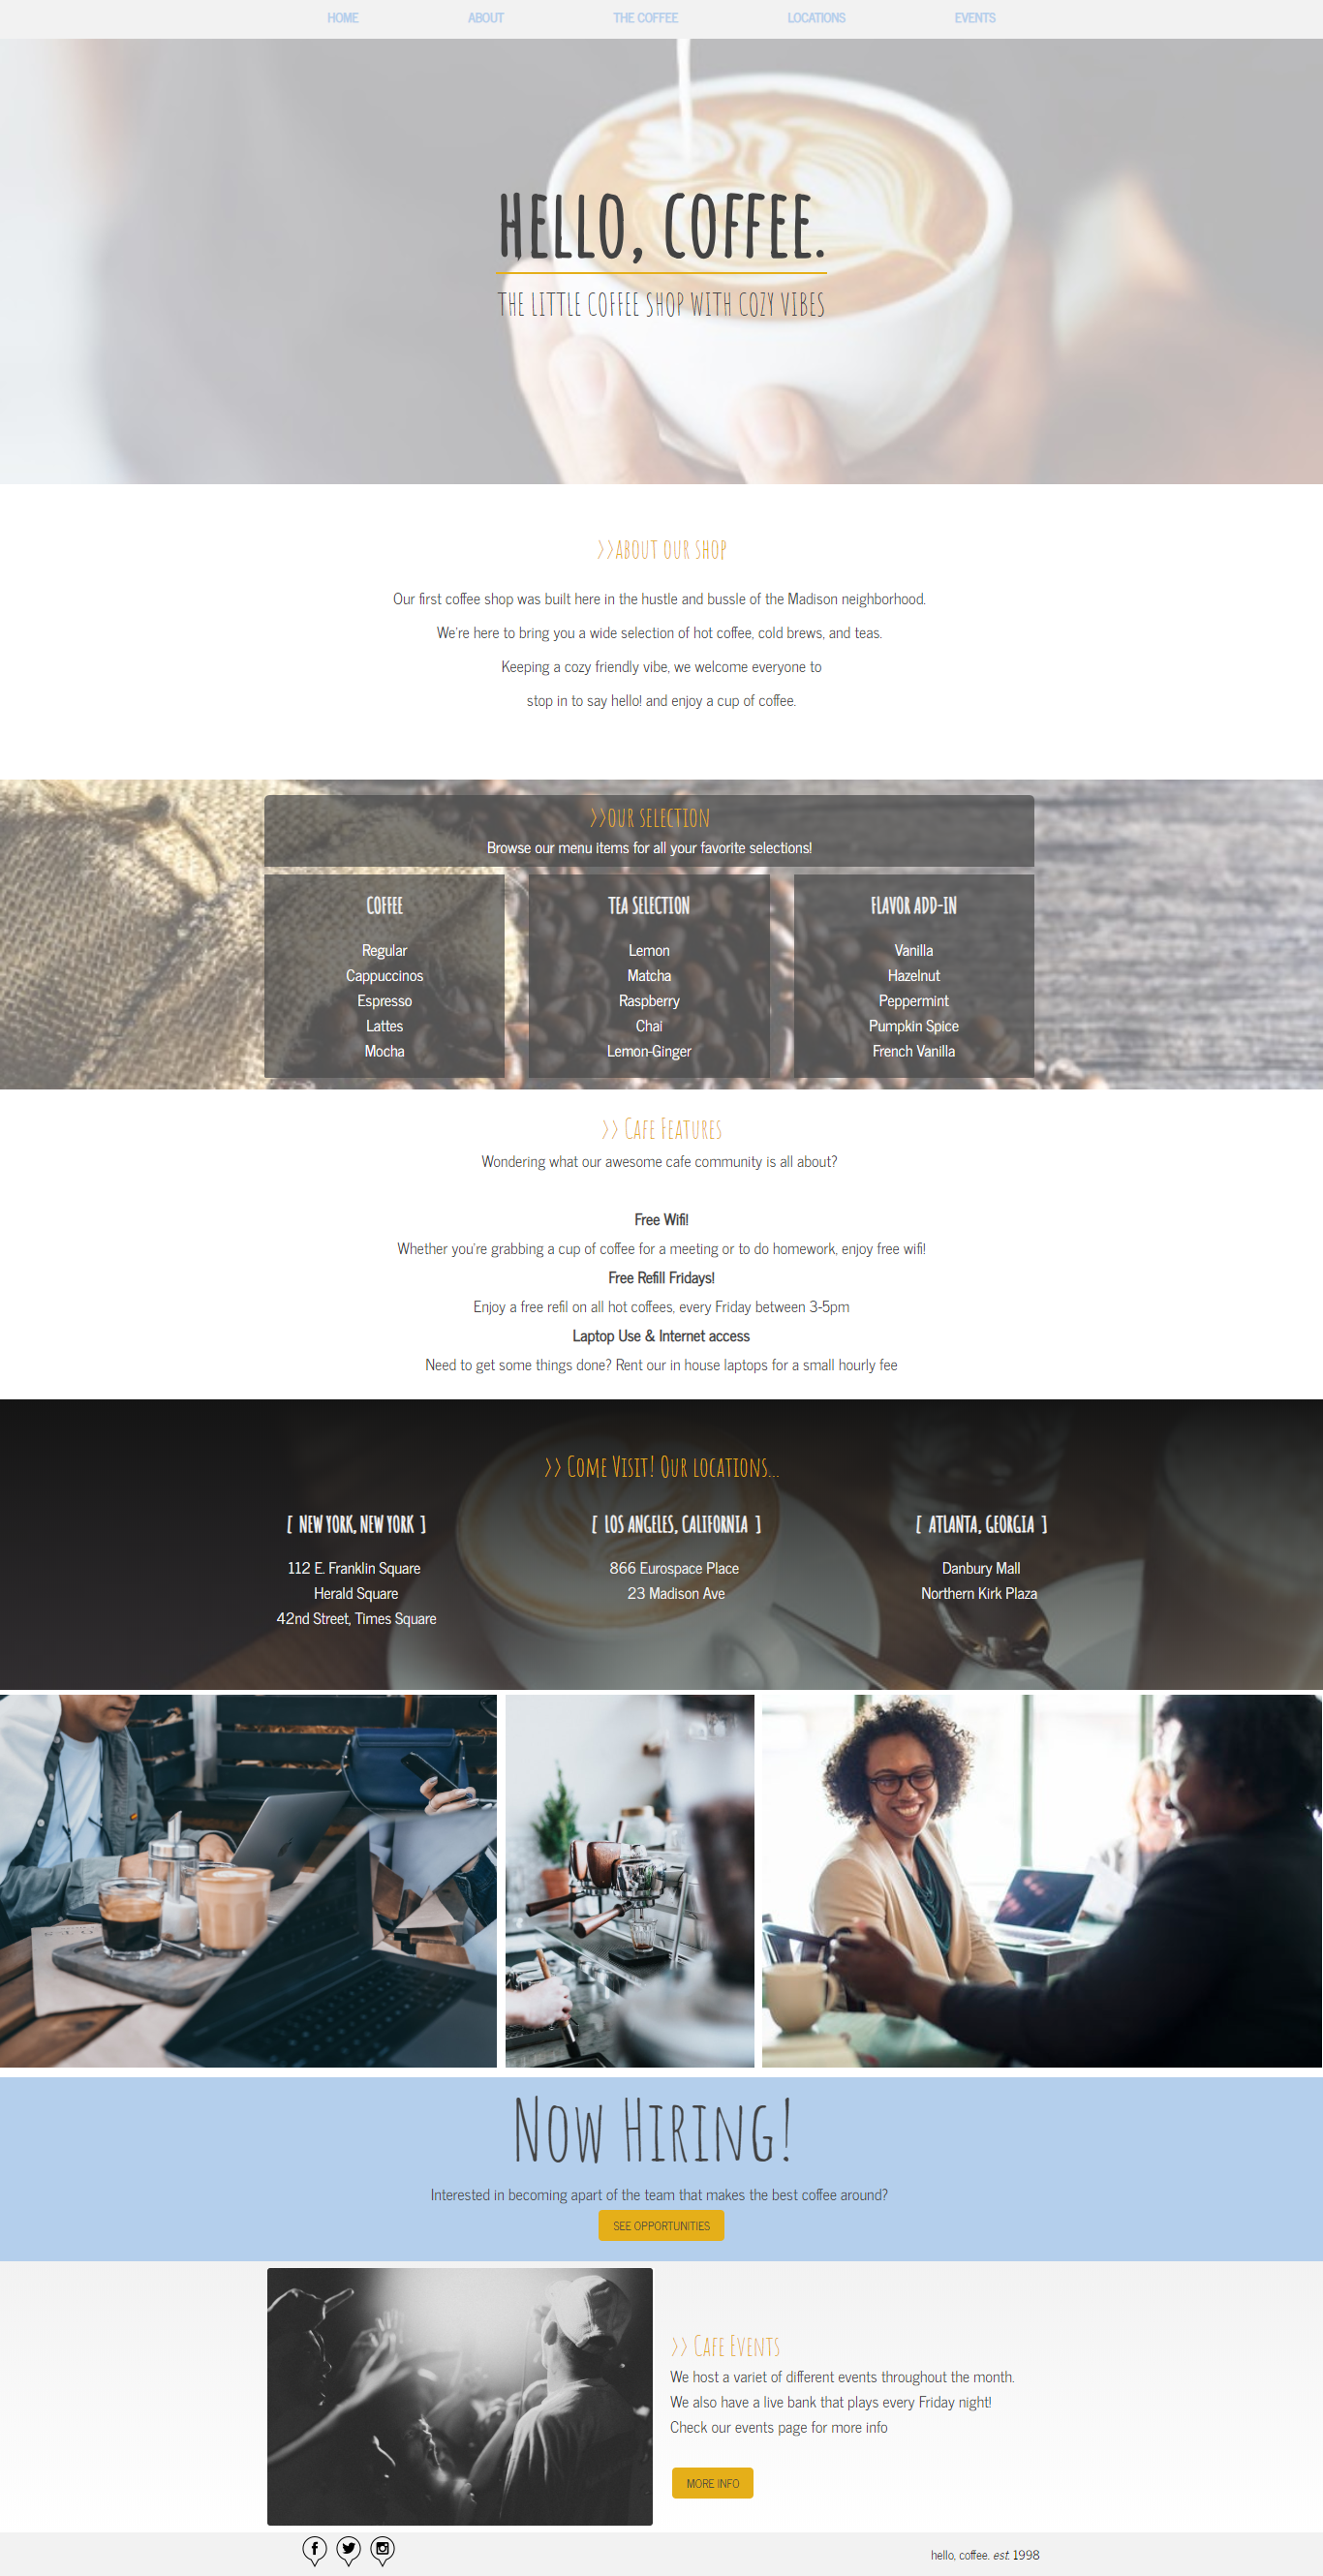 HOME ABOUT THE COFFEE LOCATIONS EVENTS
HELLO, COFFEE.
THE LITTLE COFFEE SHOP WITH COZY VIBES
>>ABOUT OUR SHOP
Our first coffee shop was built here in the hustle and bussle of the Madison neighborhood.
We're here to bring you a wide selection of hot coffee, cold brews, and teas.
Keeping a cozy friendly vibe, we welcome everyone to
stop in to say hello! and enjoy a cup of coffee.
>>OUR SELECTION
Browse our menu items for all your favorite selections!
COFFEE
Regular
Cappuccinos
Espresso
Lattes
Mocha
TEA SELECTION
Lemon
Matcha
Raspberry
Chai
Lemon-Ginger
FLAVOR ADD-IN
Vanilla
Hazelnut
Peppermint
Pumpkin Spice
French Vanilla
>> Cafe Features
Wondering what our awesome cafe community is all about?
Free Wifi!
Whether you're grabbing a cup of coffee for a meeting or to do homework, enjoy free wifi!
Free Refill Fridays!
Enjoy a free refil on all hot coffees, every Friday between 3-5pm
Laptop Use & Internet access
Need to get some things done? Rent our in house laptops for a small hourly fee
>> Come Visit! Our locations...
[ NEW YORK, NEW YORK ]
112 E. Franklin Square
Herald Square
42nd Street, Times Square
[ LOS ANGELES, CALIFORNIA ]
866 Eurospace Place
23 Madison Ave
[ ATLANTA, GEORGIA ]
Danbury Mall
Northern Kirk Plaza
Now Hiring!
Interested in becoming apart of the team that makes the best coffee around?
SEE OPPORTUNITIES
>> Cafe Events
We host a variet of different events throughout the month.
We also have a live bank that plays every Friday night!
Check our events page for more info
MORE INFO
hello, coffee. est. 1998